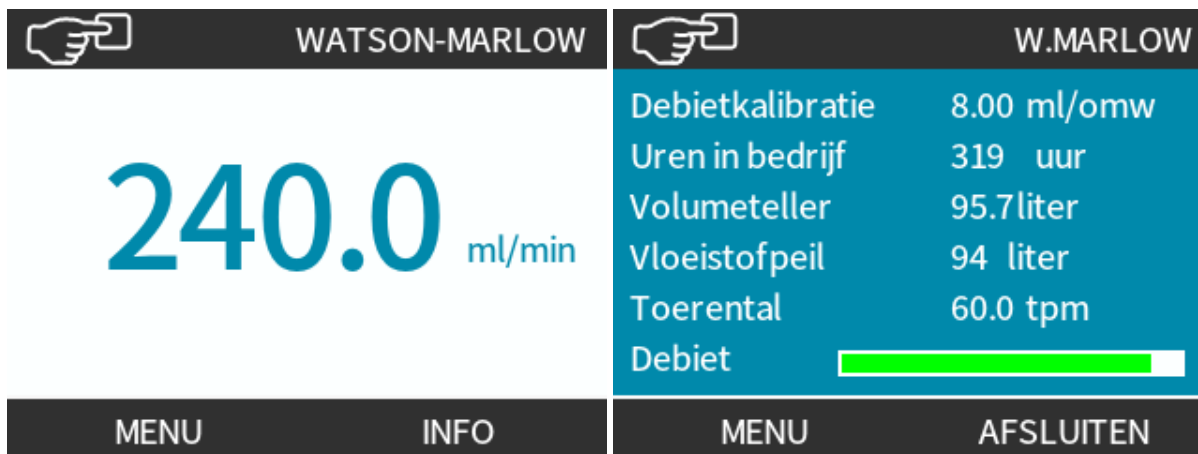 WATSON-MARLOW
240.0 ml/min
MENU INFO
W.MARLOW
Debietkalibratie 8.00 ml/omw
Uren in bedrijf 319 uur
Volumeteller 95.7liter
Vloeistofpeil 94 liter
Toerental 60.0 tpm
Debiet
MENU AFSLUITEN